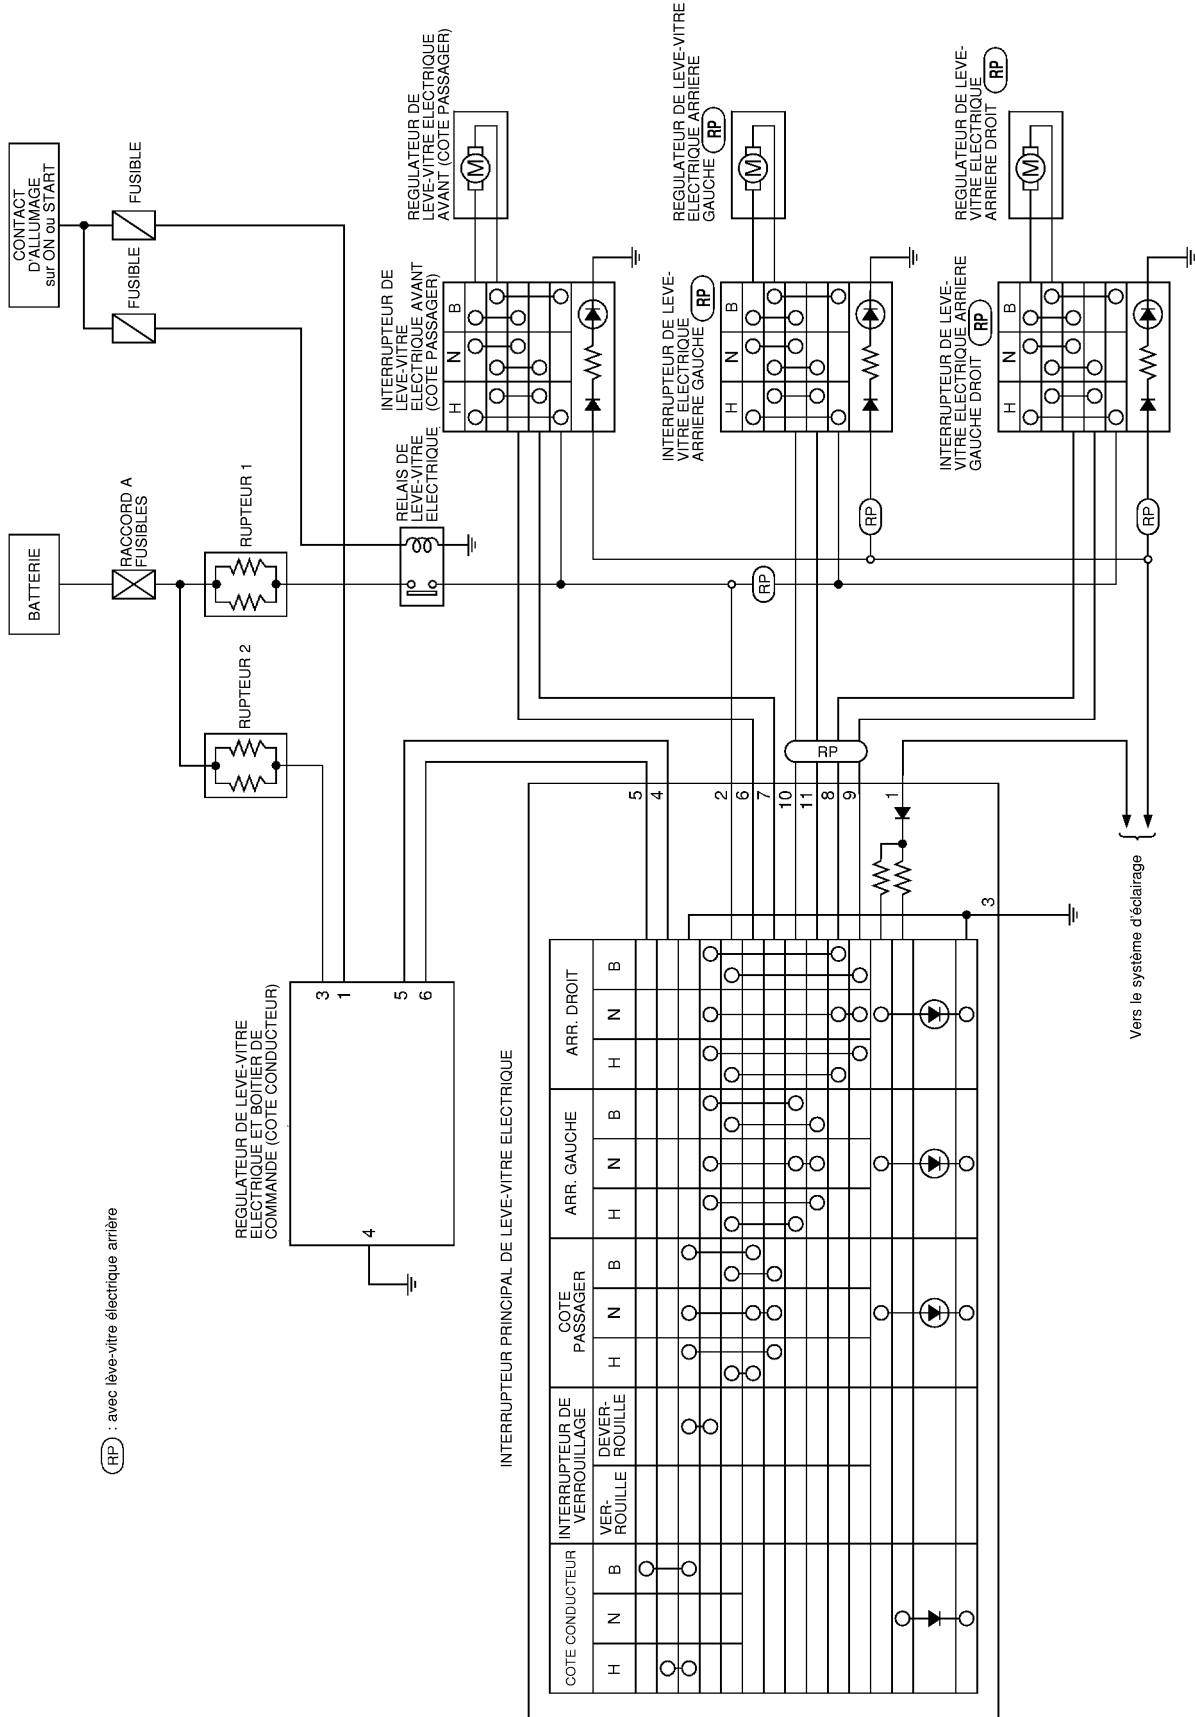 CONTACT
D'ALLUMAGE
sur ON ou START
FUSIBLE
FUSIBLE
BATTERIE
RACCORD A
FUSIBLES
RUPTEUR 1
RUPTEUR 2
RELAIS DE
LEVE-VITRE
ELECTRIQUE
INTERRUPTEUR DE
LEVE-VITRE
ELECTRIQUE AVANT
(COTE PASSAGER)
H
N
B
REGULATEUR DE
LEVE-VITRE ELECTRIQUE
AVANT (COTE PASSAGER)
M
INTERRUPTEUR DE LEVE-
VITRE ELECTRIQUE
ARRIERE GAUCHE RP
H
N
B
REGULATEUR DE LEVE-VITRE
ELECTRIQUE ARRIERE
GAUCHE RP
M
INTERRUPTEUR DE LEVE-
VITRE ELECTRIQUE ARRIERE
GAUCHE DROIT RP
H
N
B
REGULATEUR DE LEVE-
VITRE ELECTRIQUE
ARRIERE DROIT RP
M
RP
RP
RP
RP
REGULATEUR DE LEVE-VITRE
ELECTRIQUE ET BOITIER DE
COMMANDE (COTE CONDUCTEUR)
3
1
5
6
4
RP : avec lève-vitre électrique arrière
INTERRUPTEUR PRINCIPAL DE LEVE-VITRE ELECTRIQUE
5
4
2
6
7
10
11
8
9
1
3
COTE CONDUCTEUR
H
N
B
INTERRUPTEUR DE
VERROUILLAGE
VER-
ROUILLE
DEVER-
ROUILLE
COTE
PASSAGER
H
N
B
ARR. GAUCHE
H
N
B
ARR. DROIT
H
N
B
Vers le système d'éclairage